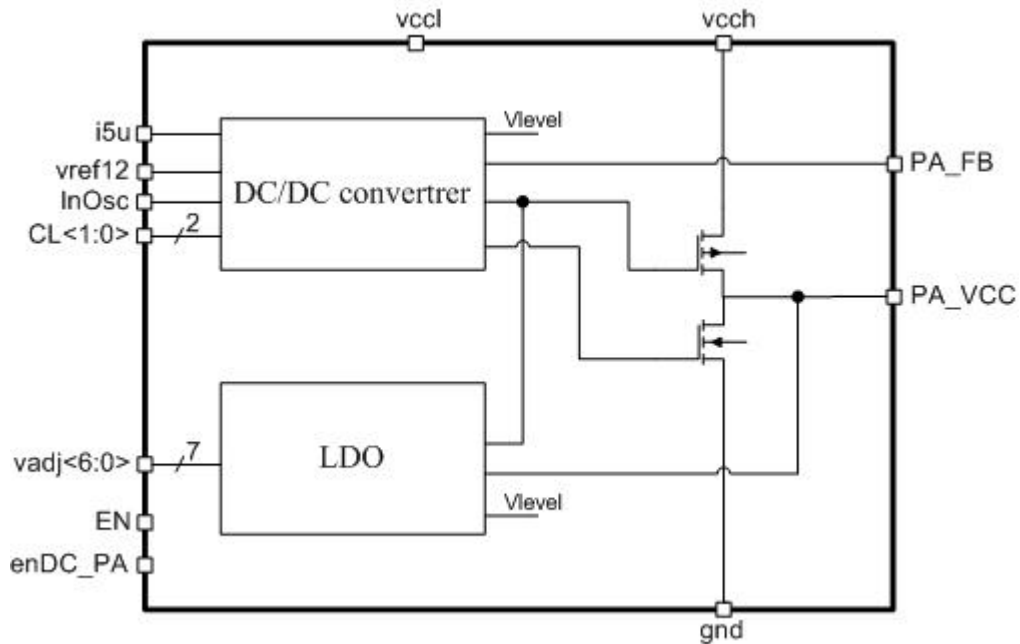 vccl
vcch
i5u
Vlevel
vref12
PA_FB
DC/DC convertrer
InOsc
CL<1:0>
2
PA_VCC
LDO
vadj<6:0>
7
Vlevel
EN
enDC_PA
gnd